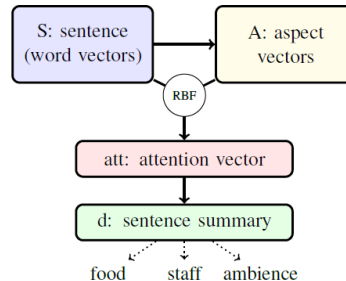 S: sentence
(word vectors)
A: aspect
vectors
RBF
att: attention vector
d: sentence summary
food staff ambience